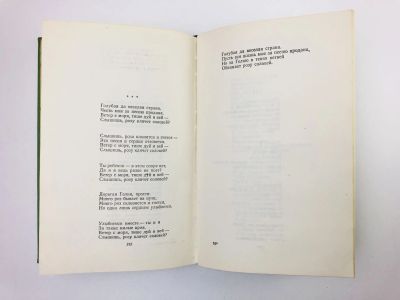 * * *
Голубая да веселая страна.
Честь моя за песню продана.
Ветер с моря, тише дуй и вей —
Слышишь, розу кличет соловей?
Слышишь, роза клонится и гнется —
Эта песня в сердце отзовется.
Ветер с моря, тише дуй и вей —
Слышишь, розу кличет соловей?
Ты ребенок — в этом спора нет,
Да и я ведь разве не поэт?
Ветер с моря, тише дуй и вей —
Слышишь, розу кличет соловей?
Дорогая Гелия, прости.
Много роз бывает на пути,
Много роз склоняется и гнется,
Но одна лишь сердцем улыбнется.
Улыбнемся вместе — ты и я
За такие милые края.
Ветер с моря, тише дуй и вей —
Слышишь, розу кличет соловей?
Голубая да веселая страна.
Пусть вся жизнь моя за песню продана,
Но за Гелию в тенях ветвей
Обнимает розу соловей.